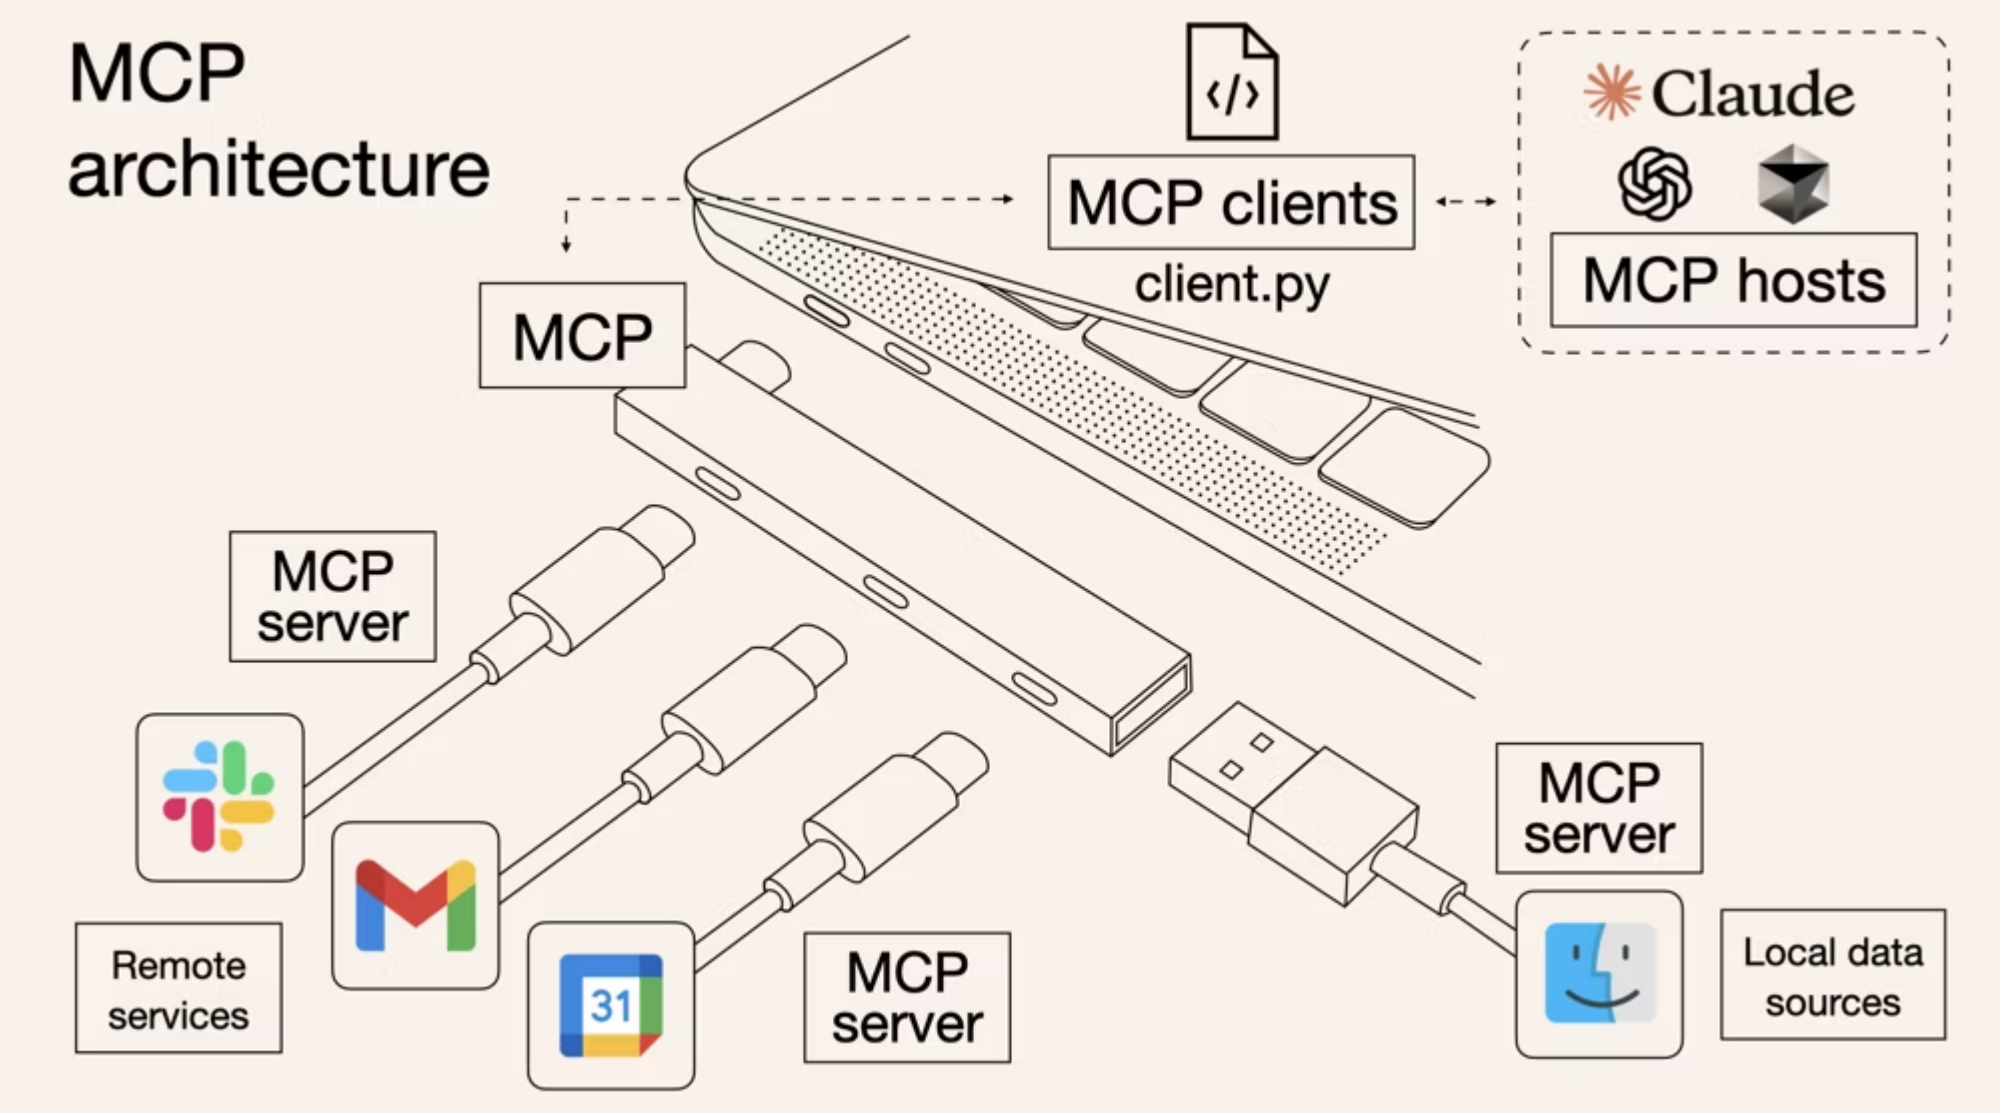 MCP
architecture
</>
MCP clients
client.py
Claude
MCP hosts
MCP
MCP
server
Remote
services
31
MCP
server
MCP
server
Local data
sources